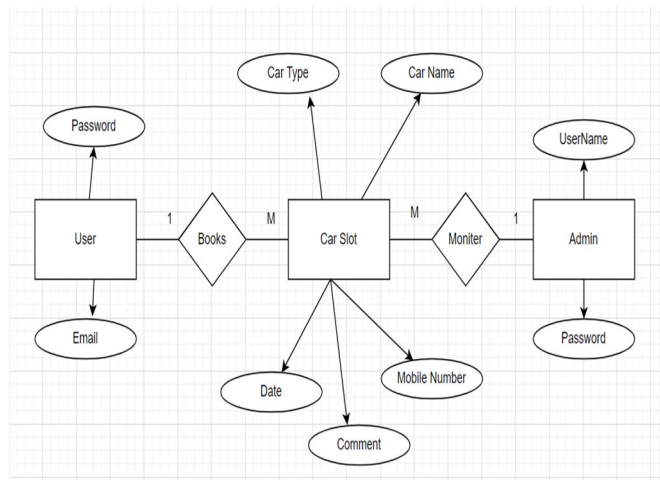 Car Type
Car Name
Password
UserName
User
1
Books
M
Car Slot
M
Moniter
1
Admin
Email
Password
Date
Mobile Number
Comment